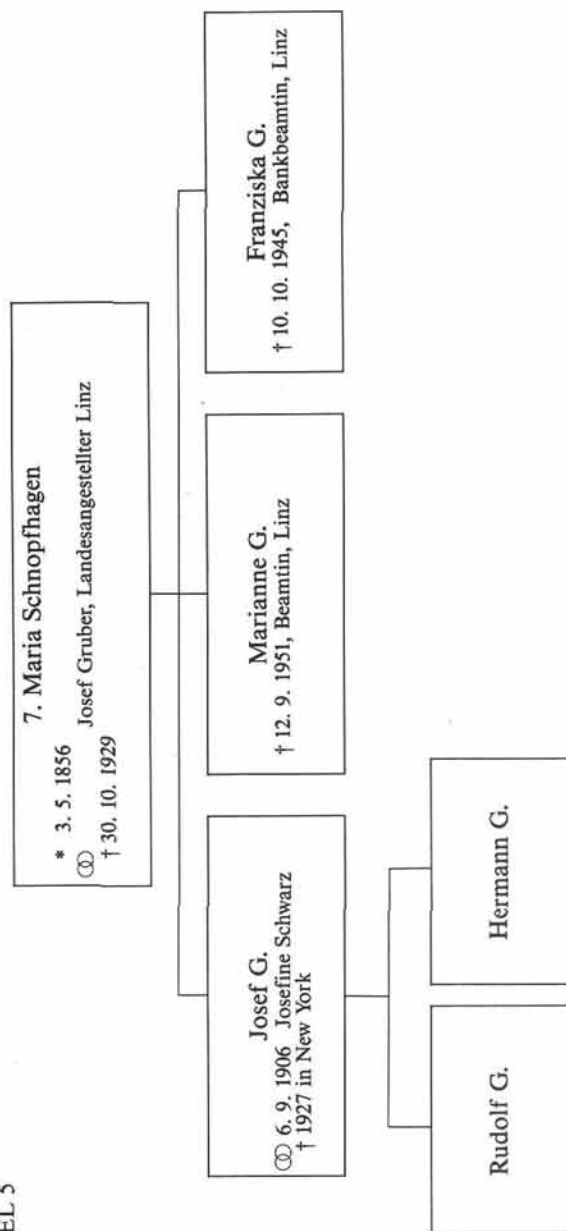 EL 5
7. Maria Schnopfhagen
* 3. 5. 1856
⚭ Josef Gruber, Landesangestellter Linz
† 30. 10. 1929
Josef G.
⚭ 6. 9. 1906 Josefine Schwarz
† 1927 in New York
Marianne G.
† 12. 9. 1951, Beamtin, Linz
Franziska G.
† 10. 10. 1945, Bankbeamtin, Linz
Rudolf G.
Hermann G.